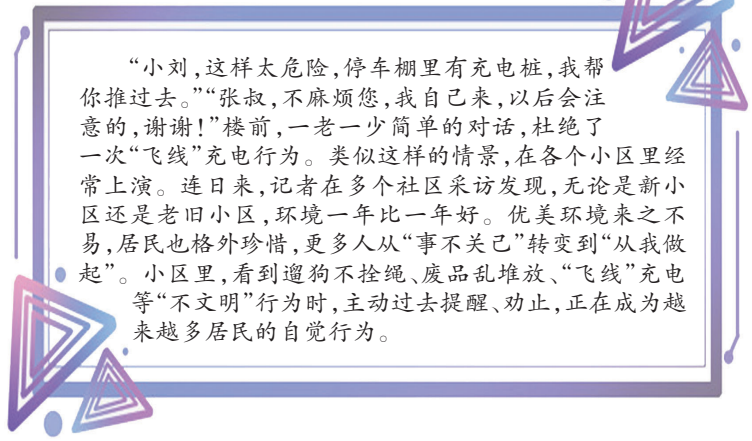 “小刘,这样太危险,停车棚里有充电桩,我帮
你推过去。”“张叔,不麻烦您,我自己来,以后会注
意的,谢谢!”楼前,一老一少简单的对话,杜绝了
一次“飞线”充电行为。类似这样的情景,在各个小区里经
常上演。连日来,记者在多个社区采访发现,无论是新小
区还是老旧小区,环境一年比一年好。优美环境来之不
易,居民也格外珍惜,更多人从“事不关己”转变到“从我做
起”。小区里,看到遛狗不拴绳、废品乱堆放、“飞线”充电
等“不文明”行为时,主动过去提醒、劝止,正在成为越
来越多居民的自觉行为。